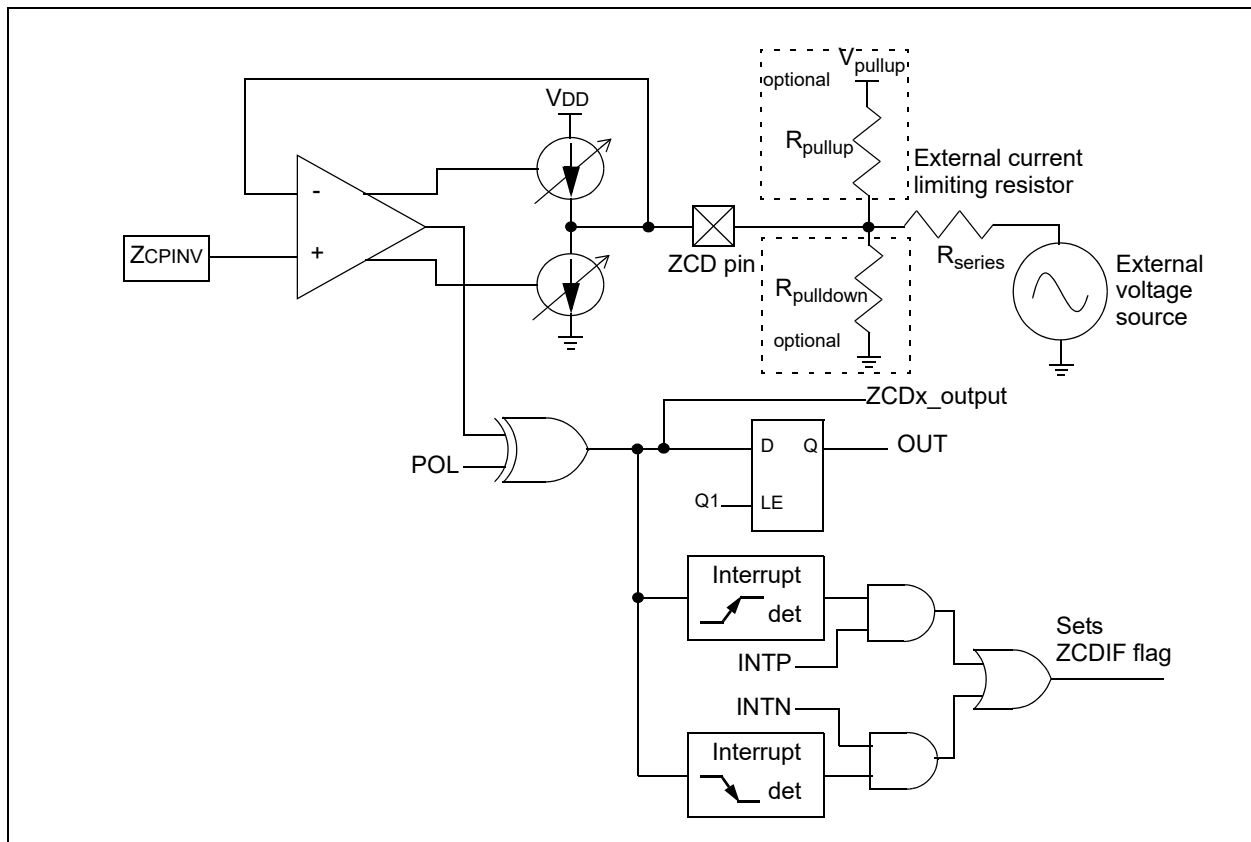 Vpullup
optional
VDD
Rpullup
External current
limiting resistor
-
+
ZCPINV
ZCD pin
Rpulldown
optional
Rseries
External
voltage
source
ZCDx_output
POL
D Q
OUT
Q1
LE
Interrupt
det
INTP
Sets
ZCDIF flag
INTN
Interrupt
det